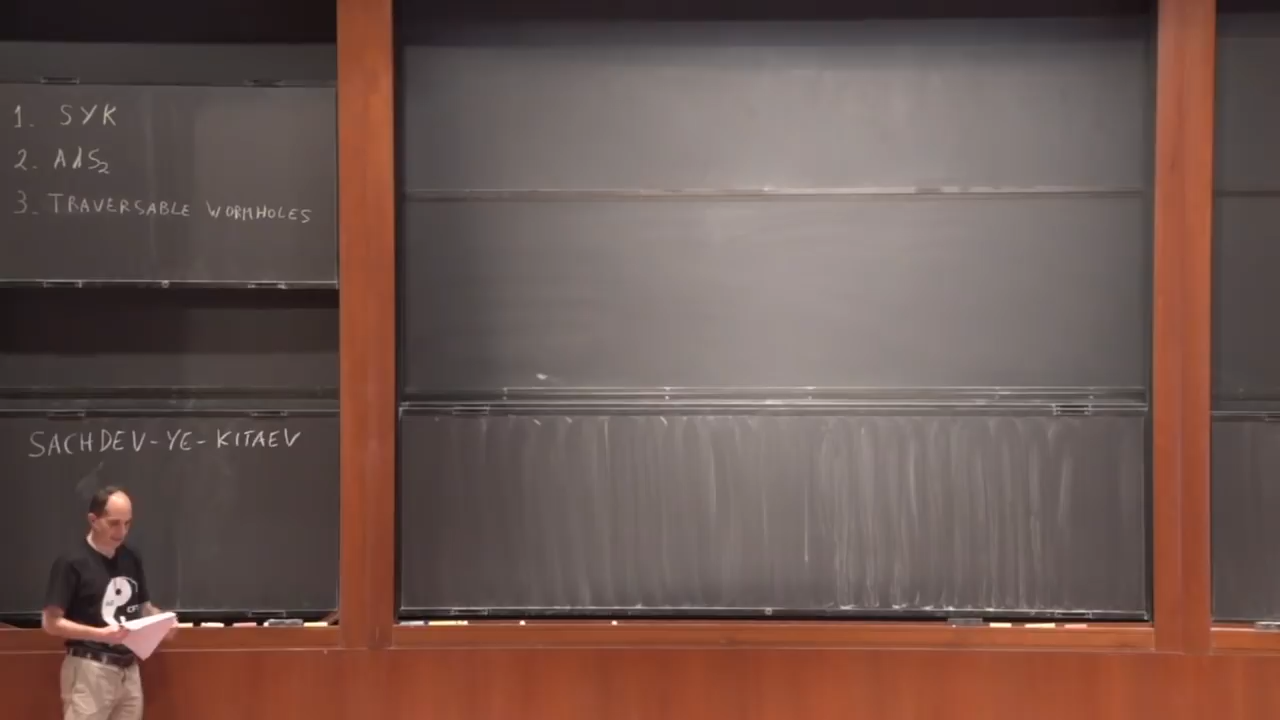 1. SYK
2. AdS2
3. TRAVERSABLE WORMHOLES
SACHDEV-YE-KITAEV